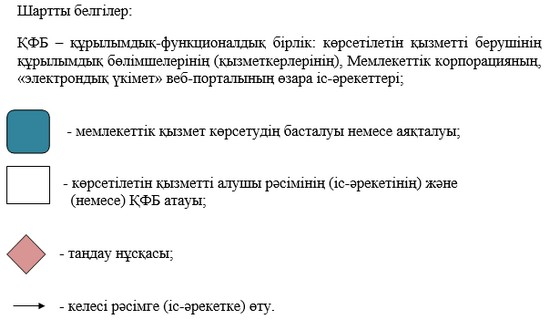 Шартты белгілер:
ҚФБ – құрылымдық-функционалдық бірлік: көрсетілетін қызметті берушінің
құрылымдық бөлімшелерінің (қызметкерлерінің), Мемлекеттік корпорацияның,
«электрондық үкімет» веб-порталының өзара іс-әрекеттері;
- мемлекеттік қызмет көрсетудің басталуы немесе аяқталуы;
- көрсетілетін қызметті алушы рәсімінің (іс-әрекетінің) және
(немесе) ҚФБ атауы;
- таңдау нұсқасы;
- келесі рәсімге (іс-әрекетке) өту.